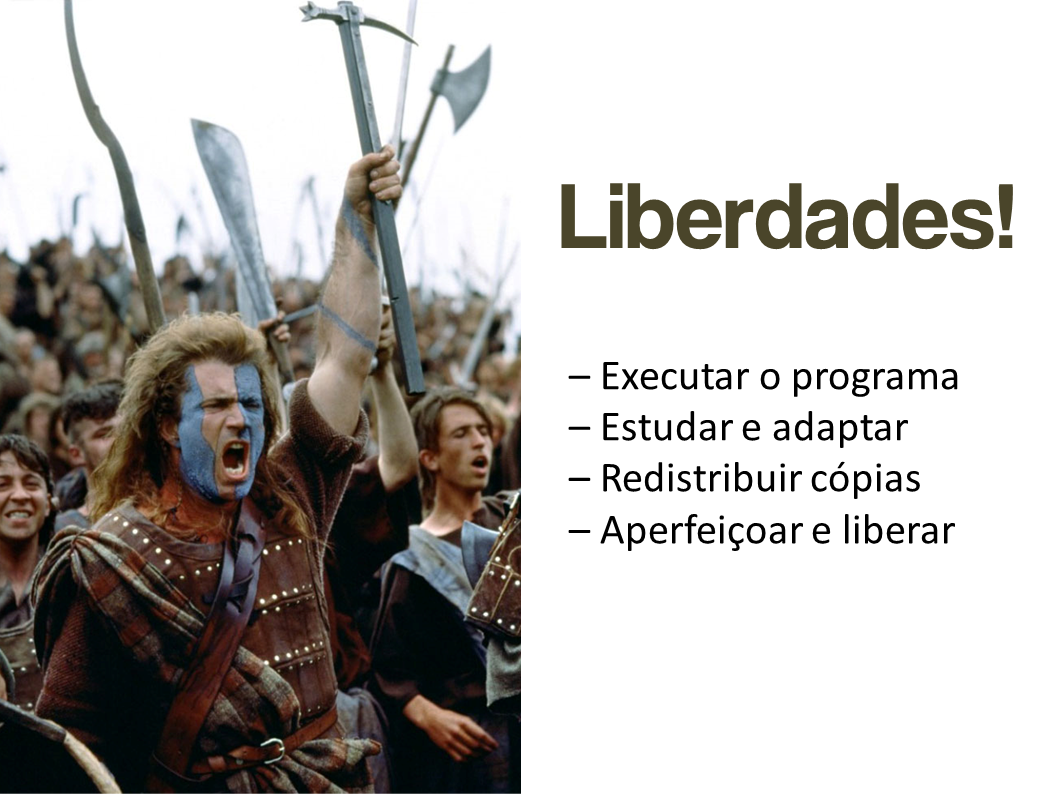 Liberdades!
– Executar o programa
– Estudar e adaptar
– Redistribuir cópias
– Aperfeiçoar e liberar